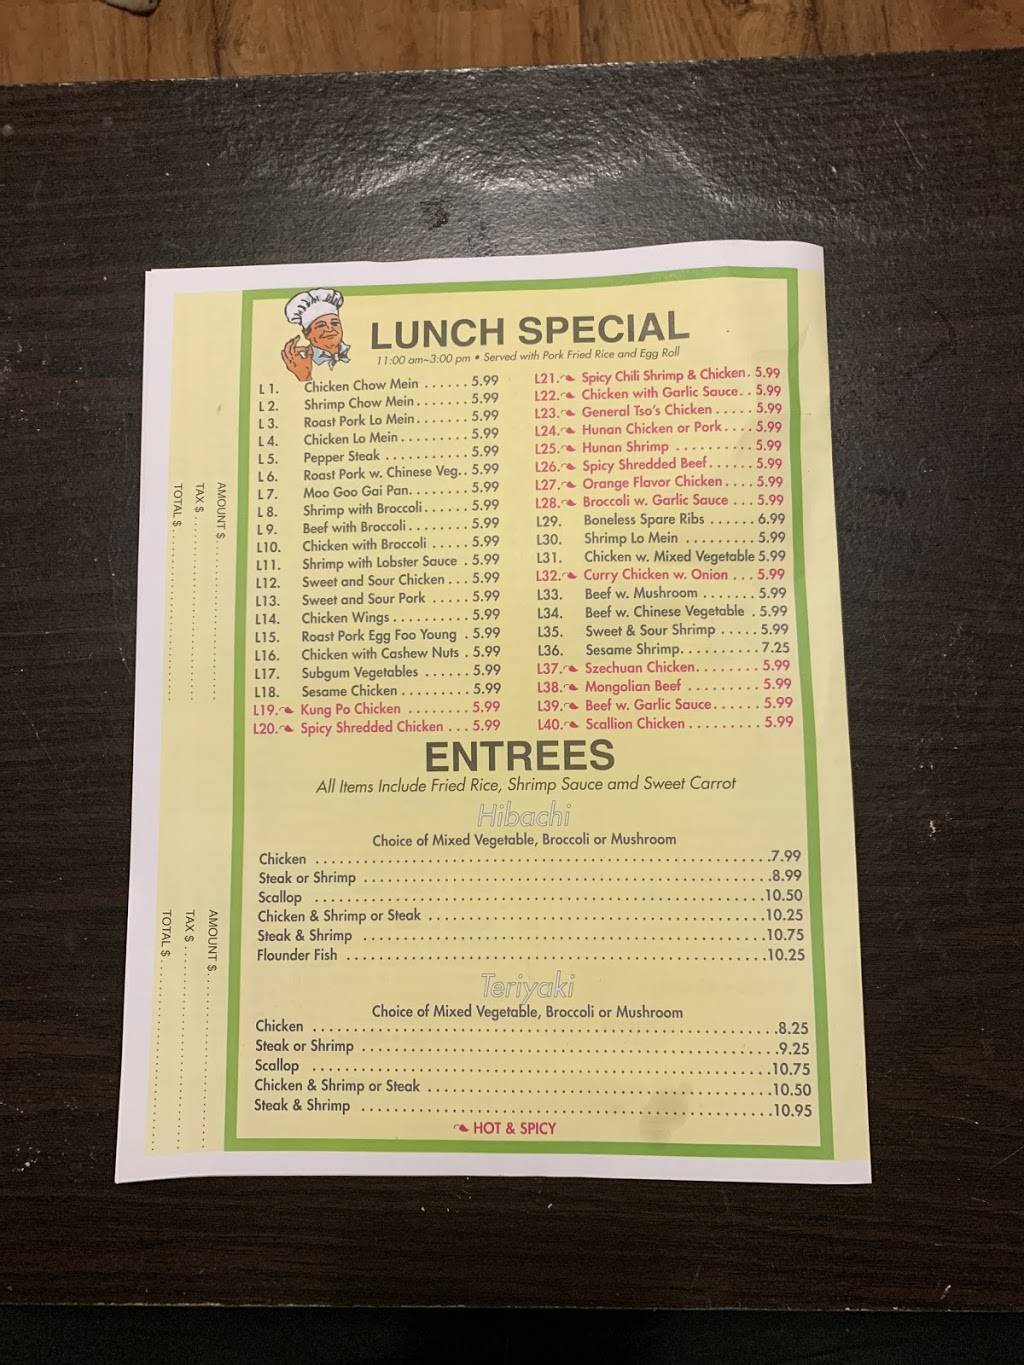 LUNCH SPECIAL
11:00 am~3:00 pm • Served with Pork Fried Rice and Egg Roll
L 1. Chicken Chow Mein ...... 5.99
L 2. Shrimp Chow Mein....... 5.99
L 3. Roast Pork Lo Mein....... 5.99
L 4. Chicken Lo Mein......... 5.99
L 5. Pepper Steak ........... 5.99
L 6. Roast Pork w. Chinese Veg.. 5.99
L 7. Moo Goo Gai Pan........ 5.99
L 8. Shrimp with Broccoli...... 5.99
L 9. Beef with Broccoli........ 5.99
L10. Chicken with Broccoli ..... 5.99
L11. Shrimp with Lobster Sauce . 5.99
L12. Sweet and Sour Chicken... 5.99
L13. Sweet and Sour Pork ..... 5.99
L14. Chicken Wings.......... 5.99
L15. Roast Pork Egg Foo Young . 5.99
L16. Chicken with Cashew Nuts . 5.99
L17. Subgum Vegetables ...... 5.99
L18. Sesame Chicken......... 5.99
L19. Kung Po Chicken ........ 5.99
L20. Spicy Shredded Chicken ... 5.99
L21. Spicy Chili Shrimp & Chicken. 5.99
L22. Chicken with Garlic Sauce.. 5.99
L23. General Tso's Chicken ..... 5.99
L24. Hunan Chicken or Pork.... 5.99
L25. Hunan Shrimp .......... 5.99
L26. Spicy Shredded Beef...... 5.99
L27. Orange Flavor Chicken.... 5.99
L28. Broccoli w. Garlic Sauce ... 5.99
L29. Boneless Spare Ribs ...... 6.99
L30. Shrimp Lo Mein ......... 5.99
L31. Chicken w. Mixed Vegetable 5.99
L32. Curry Chicken w. Onion ... 5.99
L33. Beef w. Mushroom ....... 5.99
L34. Beef w. Chinese Vegetable . 5.99
L35. Sweet & Sour Shrimp ..... 5.99
L36. Sesame Shrimp.......... 7.25
L37. Szechuan Chicken........ 5.99
L38. Mongolian Beef ......... 5.99
L39. Beef w. Garlic Sauce...... 5.99
L40. Scallion Chicken ......... 5.99
ENTREES
All Items Include Fried Rice, Shrimp Sauce amd Sweet Carrot
Hibachi
Choice of Mixed Vegetable, Broccoli or Mushroom
Chicken ..........7.99
Steak or Shrimp ..........8.99
Scallop ..........10.50
Chicken & Shrimp or Steak ..........10.25
Steak & Shrimp ..........10.75
Flounder Fish ..........10.25
Teriyaki
Choice of Mixed Vegetable, Broccoli or Mushroom
Chicken ..........8.25
Steak or Shrimp ..........9.25
Scallop ..........10.75
Chicken & Shrimp or Steak ..........10.50
Steak & Shrimp ..........10.95
HOT & SPICY
AMOUNT $..........
TAX $..........
TOTAL $..........
AMOUNT $..........
TAX $..........
TOTAL $..........